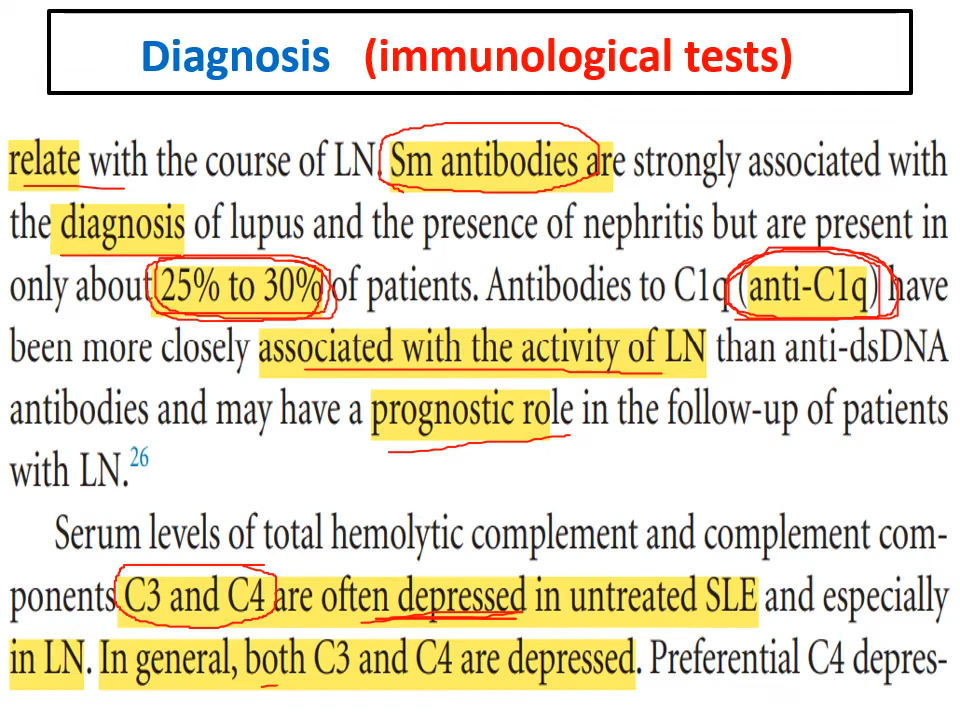 Diagnosis (immunological tests)
relate with the course of LN. Sm antibodies are strongly associated with
the diagnosis of lupus and the presence of nephritis but are present in
only about 25% to 30% of patients. Antibodies to C1q (anti-C1q) have
been more closely associated with the activity of LN than anti-dsDNA
antibodies and may have a prognostic role in the follow-up of patients
with LN.26
Serum levels of total hemolytic complement and complement com-
ponents C3 and C4 are often depressed in untreated SLE and especially
in LN. In general, both C3 and C4 are depressed. Preferential C4 depres-